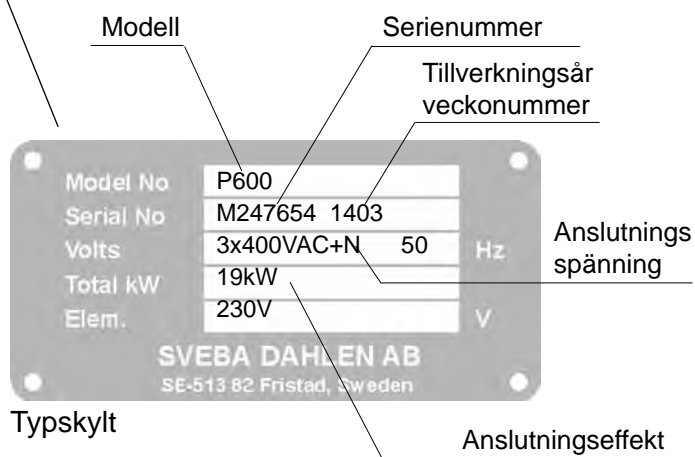 Modell
Serienummer
Tillverkningsår
veckonummer
Model No P600
Serial No M247654 1403
Volts 3x400VAC+N 50 Hz
Anslutnings
spänning
Total kW 19kW
Elem. 230V V
SVEBA DAHLEN AB
SE-513 82 Fristad, Sweden
Typskylt
Anslutningseffekt